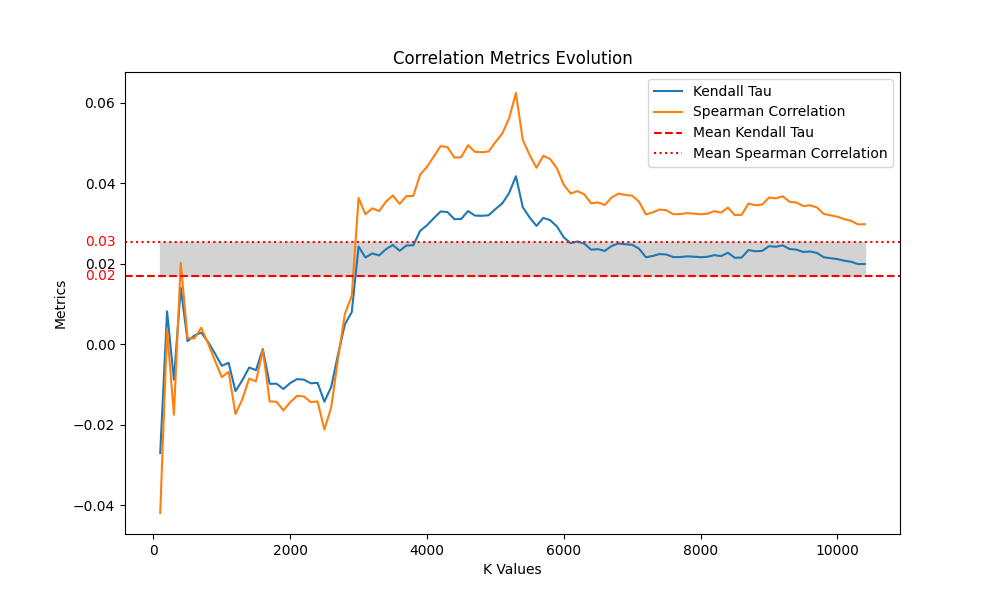 Correlation Metrics Evolution
Kendall Tau
Spearman Correlation
Mean Kendall Tau
Mean Spearman Correlation
0.06
0.04
0.03
0.02
0.02
0.00
−0.02
−0.04
Metrics
0
2000
4000
6000
8000
10000
K Values